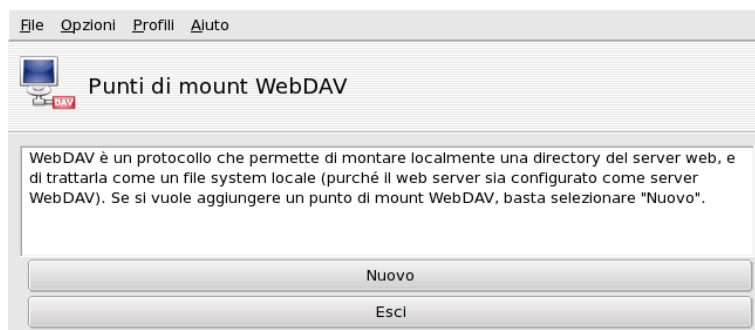 File Opzioni Profili Aiuto
DAV
Punti di mount WebDAV
WebDAV è un protocollo che permette di montare localmente una directory del server web, e
di trattarla come un file system locale (purché il web server sia configurato come server
WebDAV). Se si vuole aggiungere un punto di mount WebDAV, basta selezionare "Nuovo".
Nuovo
Esci